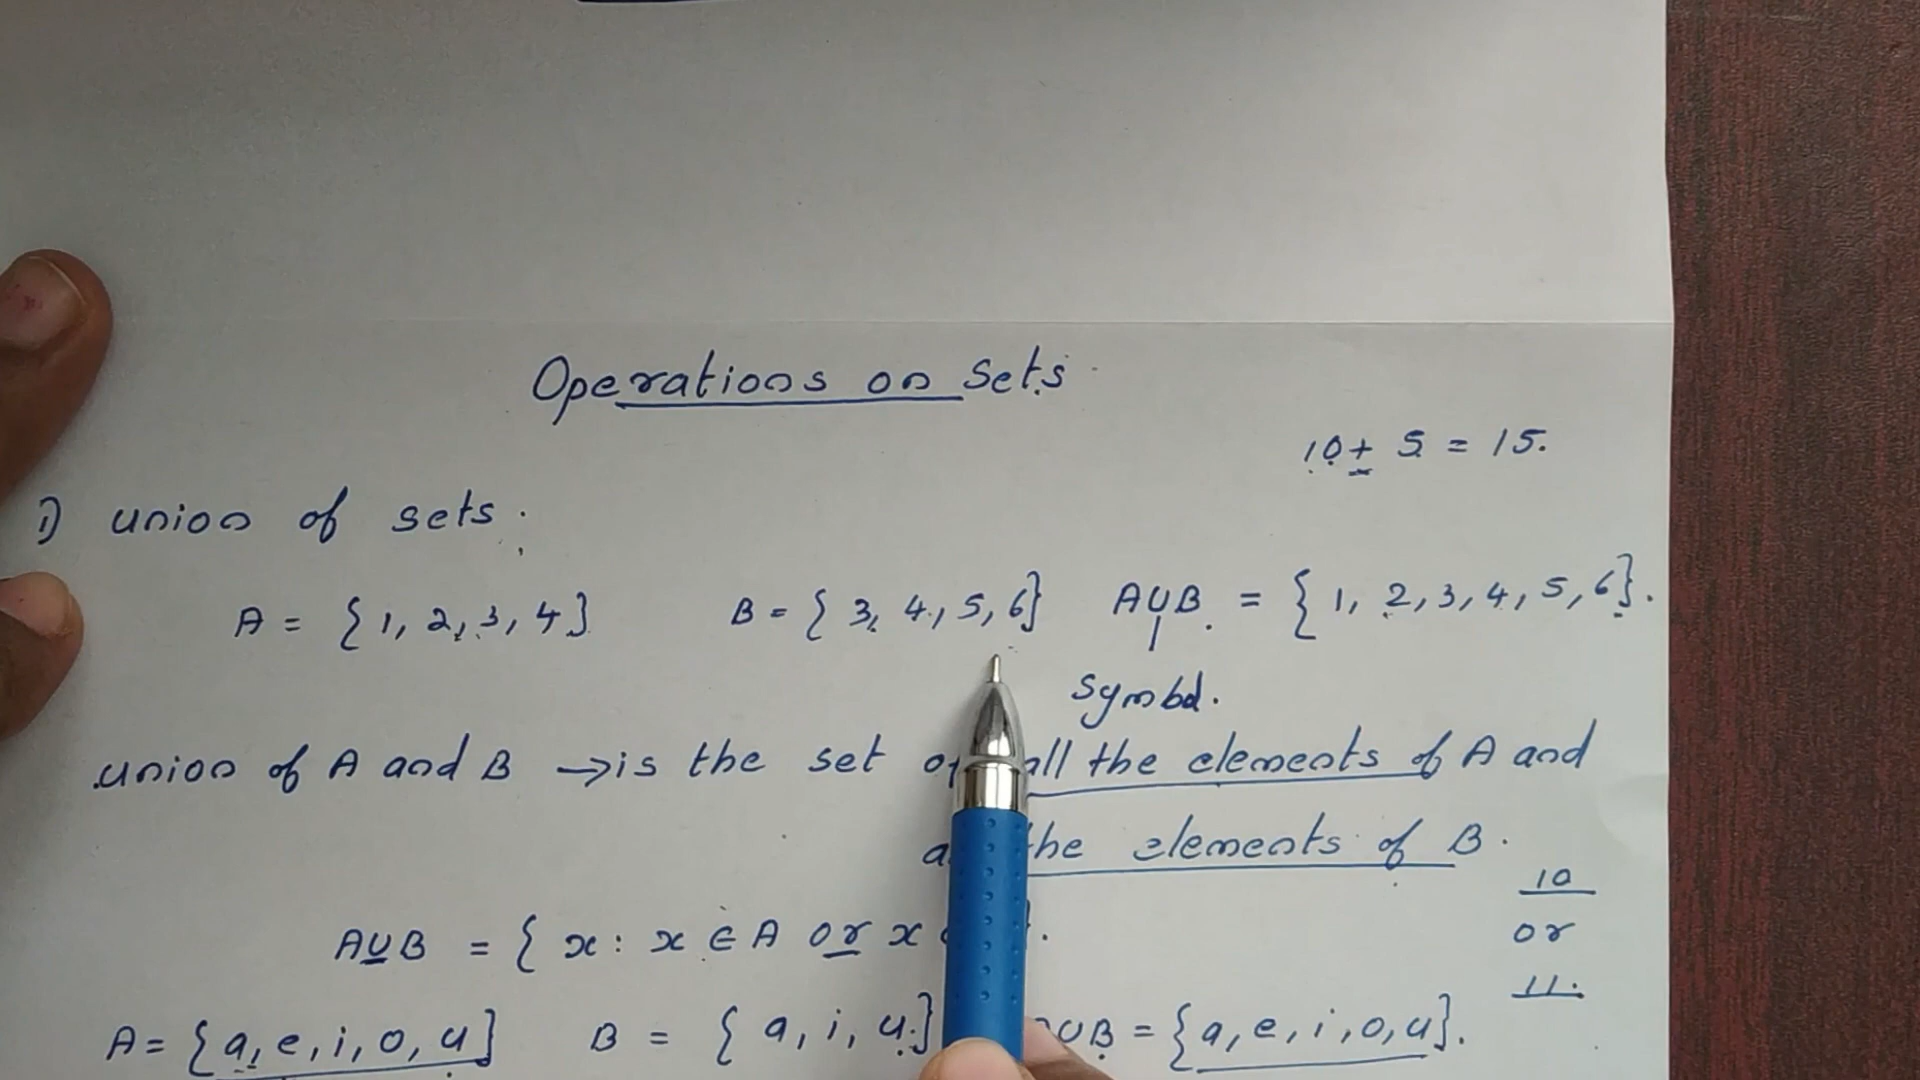 Operations on Sets
10 + 5 = 15.
1) union of sets :
A = { 1, 2, 3, 4 } B = { 3, 4, 5, 6 } A∪B = { 1, 2, 3, 4, 5, 6 }.
Symbol.
union of A and B → is the set of all the elements of A and
the elements of B.
10
or
11.
A∪B = { x : x ∈ A or x
A = { a, e, i, o, u } B = { a, i, u } ∪B = { a, e, i, o, u }.